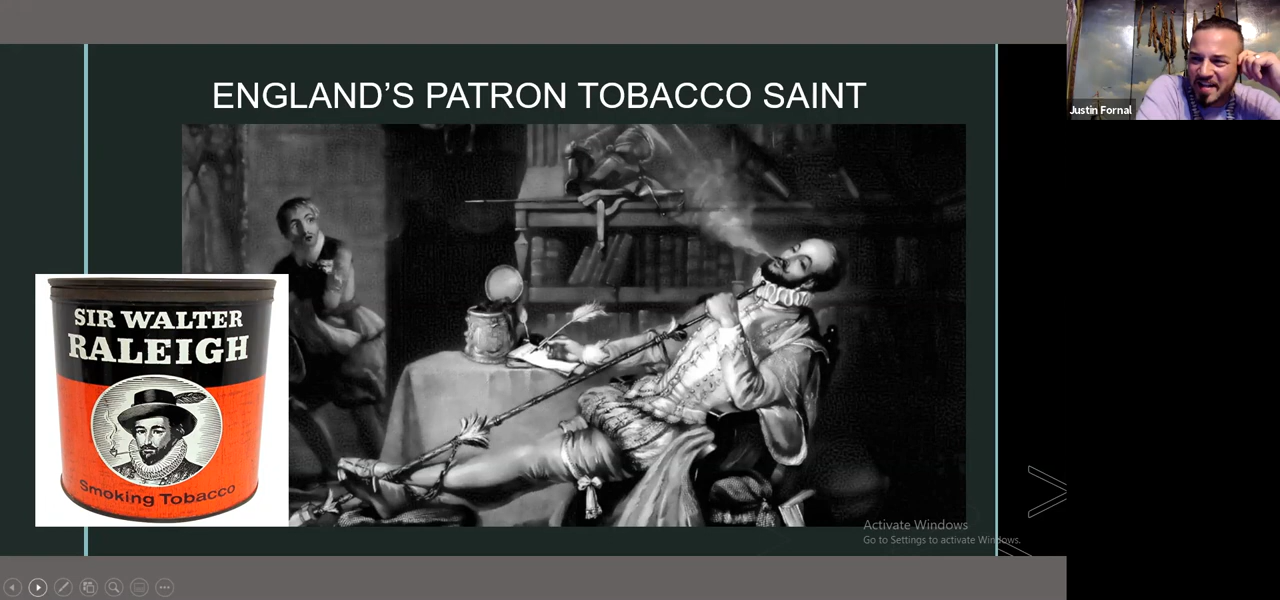 ENGLAND'S PATRON TOBACCO SAINT
Justin Fornal
SIR WALTER
RALEIGH
Smoking Tobacco
Activate Windows
Go to Settings to activate Windows.